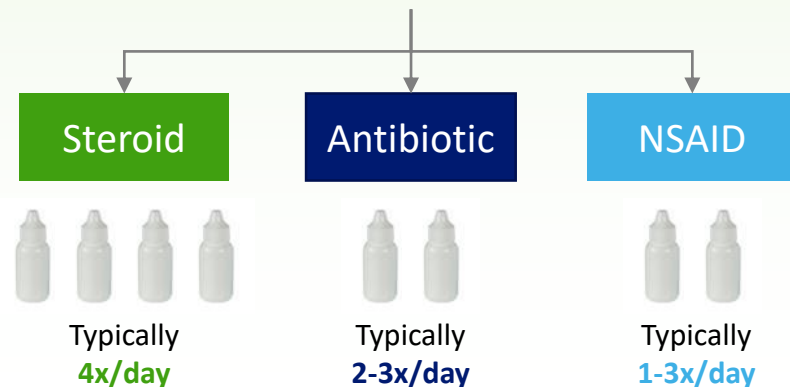 Steroid
Antibiotic
NSAID
Typically
4x/day
Typically
2-3x/day
Typically
1-3x/day